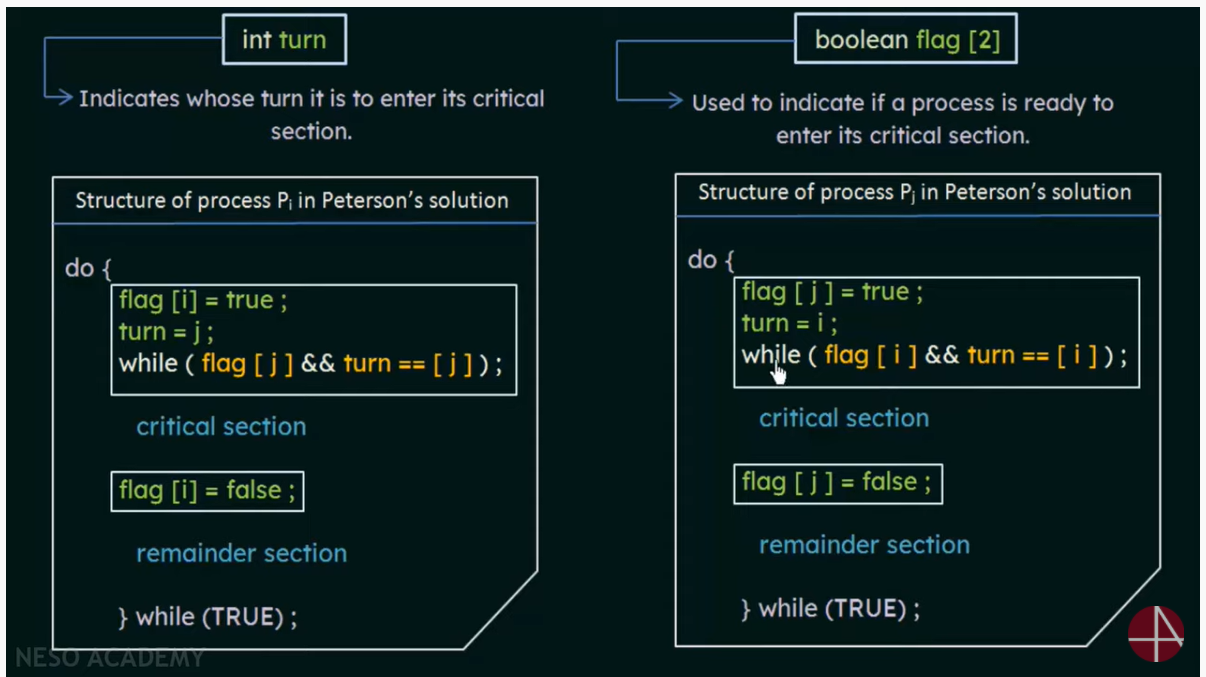 int turn
Indicates whose turn it is to enter its critical
section.
Structure of process Pi in Peterson's solution
do {
flag [i] = true ;
turn = j ;
while ( flag [ j ] && turn == [ j ] ) ;
critical section
flag [i] = false ;
remainder section
} while (TRUE) ;
boolean flag [2]
Used to indicate if a process is ready to
enter its critical section.
Structure of process Pj in Peterson's solution
do {
flag [ j ] = true ;
turn = i ;
while ( flag [ i ] && turn == [ i ] ) ;
critical section
flag [ j ] = false ;
remainder section
} while (TRUE) ;
NESO ACADEMY